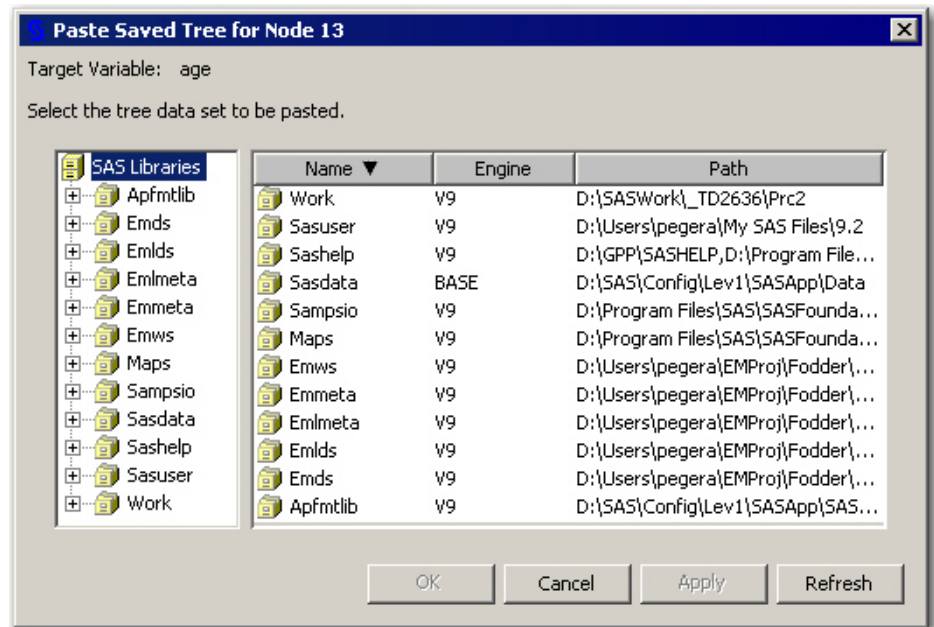 Paste Saved Tree for Node 13
Target Variable: age
Select the tree data set to be pasted.
SAS Libraries
Apfmtlib
Emds
Emlds
Emlmeta
Emmeta
Emws
Maps
Sampsio
Sasdata
Sashelp
Sasuser
Work
Name ▼ Engine Path
Work V9 D:\SASWork\_TD2636\Prc2
Sasuser V9 D:\Users\pegera\My SAS Files\9.2
Sashelp V9 D:\GPP\SASHELP,D:\Program File...
Sasdata BASE D:\SAS\Config\Lev1\SASApp\Data
Sampsio V9 D:\Program Files\SAS\SASFounda...
Maps V9 D:\Program Files\SAS\SASFounda...
Emws V9 D:\Users\pegera\EMProj\Fodder\...
Emmeta V9 D:\Users\pegera\EMProj\Fodder\...
Emlmeta V9 D:\Users\pegera\EMProj\Fodder\...
Emlds V9 D:\Users\pegera\EMProj\Fodder\...
Emds V9 D:\Users\pegera\EMProj\Fodder\...
Apfmtlib V9 D:\SAS\Config\Lev1\SASApp\SAS...
OK Cancel Apply Refresh